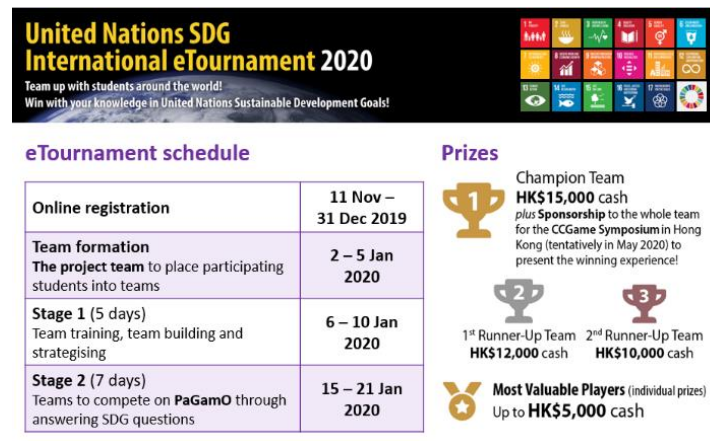 United Nations SDG
International eTournament 2020
Team up with students around the world!
Win with your knowledge in United Nations Sustainable Development Goals!
eTournament schedule
Online registration
11 Nov –
31 Dec 2019
Team formation
The project team to place participating
students into teams
2 – 5 Jan
2020
Stage 1 (5 days)
Team training, team building and
strategising
6 – 10 Jan
2020
Stage 2 (7 days)
Teams to compete on PaGamO through
answering SDG questions
15 – 21 Jan
2020
Prizes
1
Champion Team
HK$15,000 cash
plus Sponsorship to the whole team
for the CCGame Symposium in Hong
Kong (tentatively in May 2020) to
present the winning experience!
2
1st Runner-Up Team
HK$12,000 cash
3
2nd Runner-Up Team
HK$10,000 cash
Most Valuable Players (individual prizes)
Up to HK$5,000 cash